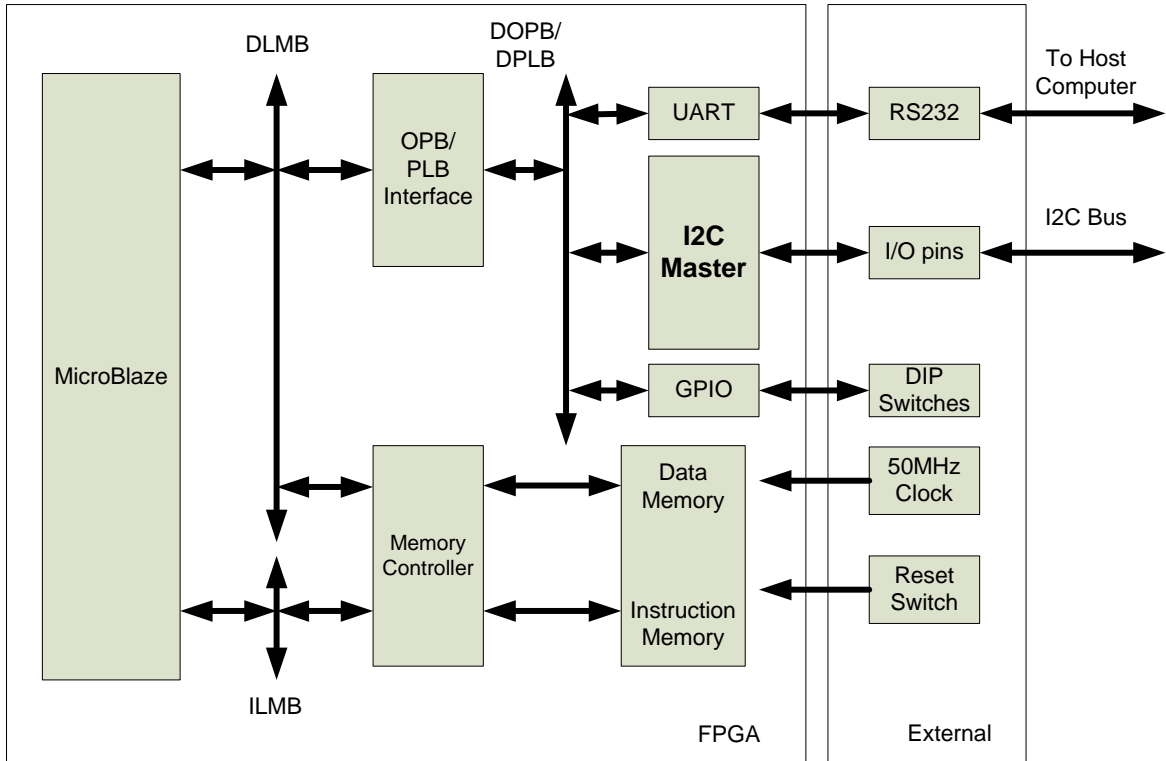 DLMB
DOPB/
DPLB
To Host
Computer
MicroBlaze
OPB/
PLB
Interface
UART
RS232
I2C
Master
I/O pins
I2C Bus
GPIO
DIP
Switches
Memory
Controller
Data
Memory
Instruction
Memory
50MHz
Clock
Reset
Switch
ILMB
FPGA
External